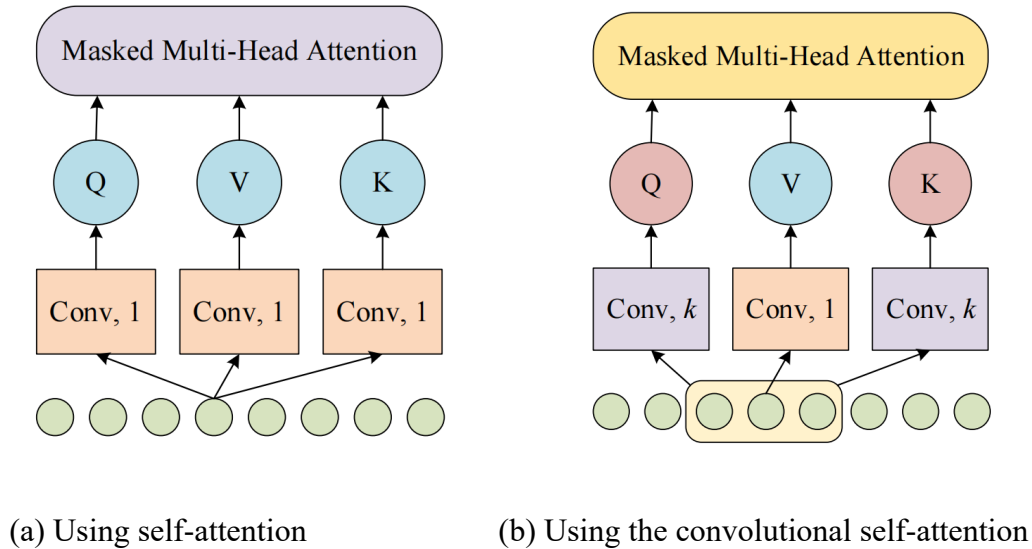 Masked Multi-Head Attention
Q
V
K
Conv, 1
Conv, 1
Conv, 1
(a) Using self-attention
Masked Multi-Head Attention
Q
V
K
Conv, k
Conv, 1
Conv, k
(b) Using the convolutional self-attention